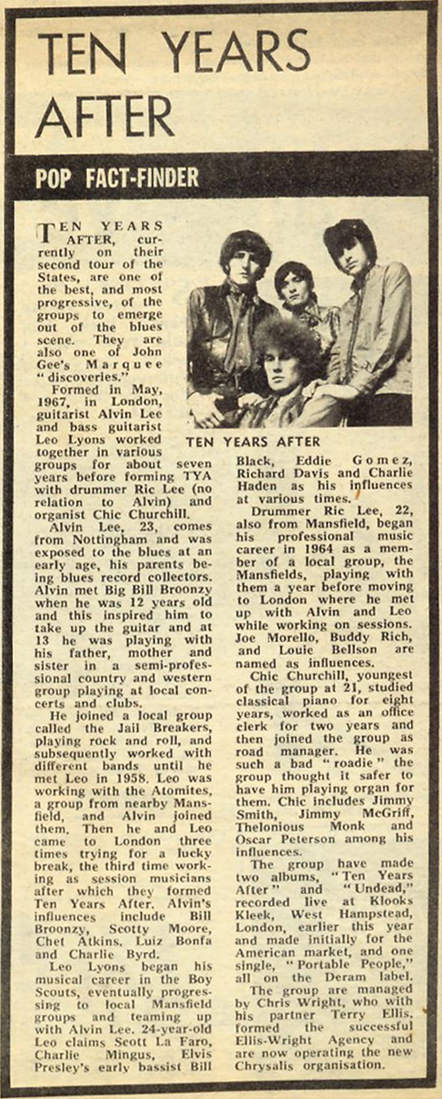 TEN YEARS
AFTER
POP FACT-FINDER
TEN YEARS
AFTER, cur-
rently on their
second tour of the
States, are one of
the best, and most
progressive, of the
groups to emerge
out of the blues
scene. They are
also one of John
Gee's Marquee
"discoveries."
Formed in May,
1967, in London,
guitarist Alvin Lee
and bass guitarist
Leo Lyons worked
together in various
groups for about seven
years before forming TYA
with drummer Ric Lee (no
relation to Alvin) and
organist Chic Churchill.
Alvin Lee, 23, comes
from Nottingham and was
exposed to the blues at an
early age, his parents be-
ing blues record collectors.
Alvin met Big Bill Broonzy
when he was 12 years old
and this inspired him to
take up the guitar and at
13 he was playing with
his father, mother and
sister in a semi-profes-
sional country and western
group playing at local con-
certs and clubs.
He joined a local group
called the Jail Breakers,
playing rock and roll, and
subsequently worked with
different bands until he
met Leo in 1958. Leo was
working with the Atomites,
a group from nearby Mans-
field, and Alvin joined
them. Then he and Leo
came to London three
times trying for a lucky
break, the third time work-
ing as session musicians
after which they formed
Ten Years After. Alvin's
influences include Bill
Broonzy, Scotty Moore,
Chet Atkins, Luiz Bonfa
and Charlie Byrd.
Leo Lyons began his
musical career in the Boy
Scouts, eventually progres-
sing to local Mansfield
groups and teaming up
with Alvin Lee. 24-year-old
Leo claims Scott La Faro,
Charlie Mingus, Elvis
Presley's early bassist Bill
TEN YEARS AFTER
Black, Eddie Gomez,
Richard Davis and Charlie
Haden as his influences
at various times.
Drummer Ric Lee, 22,
also from Mansfield, began
his professional music
career in 1964 as a mem-
ber of a local group, the
Mansfields, playing with
them a year before moving
to London where he met
up with Alvin and Leo
while working on sessions.
Joe Morello, Buddy Rich,
and Louie Bellson are
named as influences.
Chic Churchill, youngest
of the group at 21, studied
classical piano for eight
years, worked as an office
clerk for two years and
then joined the group as
road manager. He was
such a bad "roadie" the
group thought it safer to
have him playing organ for
them. Chic includes Jimmy
Smith, Jimmy McGriff,
Thelonious Monk and
Oscar Peterson among his
influences.
The group have made
two albums, "Ten Years
After" and "Undead,"
recorded live at Klooks
Kleek, West Hampstead,
London, earlier this year
and made initially for the
American market, and one
single, "Portable People,"
all on the Deram label.
The group are managed
by Chris Wright, who with
his partner Terry Ellis,
formed the successful
Ellis-Wright Agency and
are now operating the new
Chrysalis organisation.